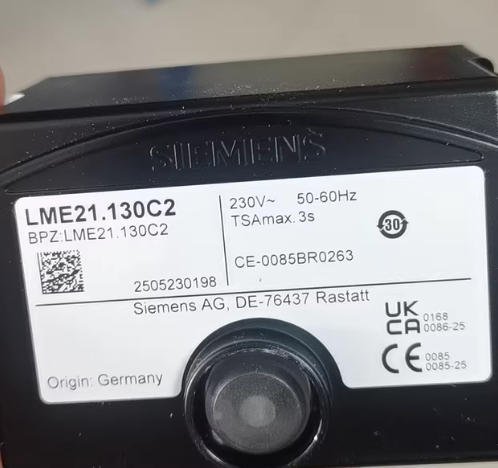 SIEMENS
LME21.130C2
BPZ:LME21.130C2
2505230198
230V~ 50-60Hz
TSAmax. 3s
30
CE-0085BR0263
Siemens AG, DE-76437 Rastatt
UK
CA
0168
0086-25
CE
0085
0085-25
Origin: Germany